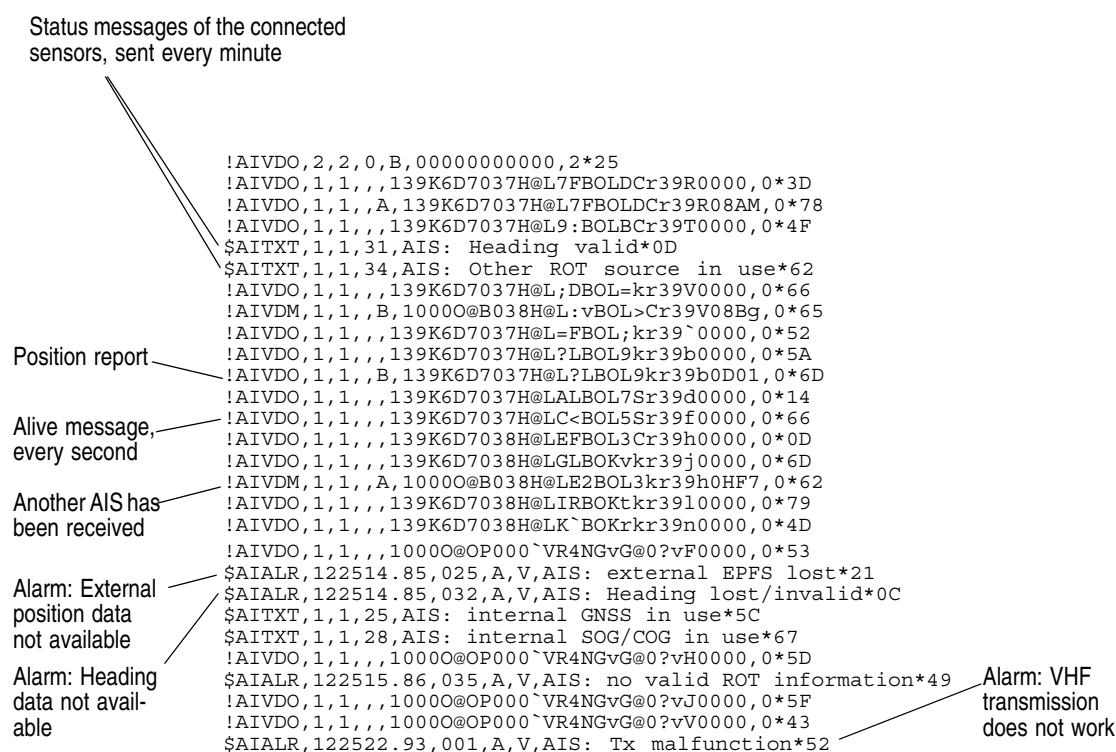 Status messages of the connected
sensors, sent every minute
!AIVDO,2,2,0,B,00000000000,2*25
!AIVDO,1,1,,,139K6D7037H@L7FBOLDCr39R0000,0*3D
!AIVDO,1,1,,A,139K6D7037H@L7FBOLDCr39R08AM,0*78
!AIVDO,1,1,,,139K6D7037H@L9:BOLBCr39T0000,0*4F
$AITXT,1,1,31,AIS: Heading valid*0D
$AITXT,1,1,34,AIS: Other ROT source in use*62
!AIVDO,1,1,,,139K6D7037H@L;DBOL=kr39V0000,0*66
!AIVDM,1,1,,B,1000O@B038H@L:vBOL>Cr39V08Bg,0*65
!AIVDO,1,1,,,139K6D7037H@L=FBOL;kr39`0000,0*52
!AIVDO,1,1,,,139K6D7037H@L?LBOL9kr39b0000,0*5A
Position report
!AIVDO,1,1,,B,139K6D7037H@L?LBOL9kr39b0D01,0*6D
!AIVDO,1,1,,,139K6D7037H@LALBOL7Sr39d0000,0*14
Alive message,
every second
!AIVDO,1,1,,,139K6D7037H@LC<BOL5Sr39f0000,0*66
!AIVDO,1,1,,,139K6D7038H@LEFBOL3Cr39h0000,0*0D
!AIVDO,1,1,,,139K6D7038H@LGLBOKvkr39j0000,0*6D
Another AIS has
been received
!AIVDM,1,1,,A,1000O@B038H@LE2BOL3kr39h0HF7,0*62
!AIVDO,1,1,,,139K6D7038H@LIRBOKtkr39l0000,0*79
!AIVDO,1,1,,,139K6D7038H@LK`BOKrkr39n0000,0*4D
!AIVDO,1,1,,,1000O@OP000`VR4NGvG@0?vF0000,0*53
Alarm: External
position data
not available
$AIALR,122514.85,025,A,V,AIS: external EPFS lost*21
Alarm: Heading
data not avail-
able
$AIALR,122514.85,032,A,V,AIS: Heading lost/invalid*0C
$AITXT,1,1,25,AIS: internal GNSS in use*5C
$AITXT,1,1,28,AIS: internal SOG/COG in use*67
!AIVDO,1,1,,,1000O@OP000`VR4NGvG@0?vH0000,0*5D
$AIALR,122515.86,035,A,V,AIS: no valid ROT information*49
!AIVDO,1,1,,,1000O@OP000`VR4NGvG@0?vJ0000,0*5F
!AIVDO,1,1,,,1000O@OP000`VR4NGvG@0?vV0000,0*43
$AIALR,122522.93,001,A,V,AIS: Tx malfunction*52
Alarm: VHF
transmission
does not work